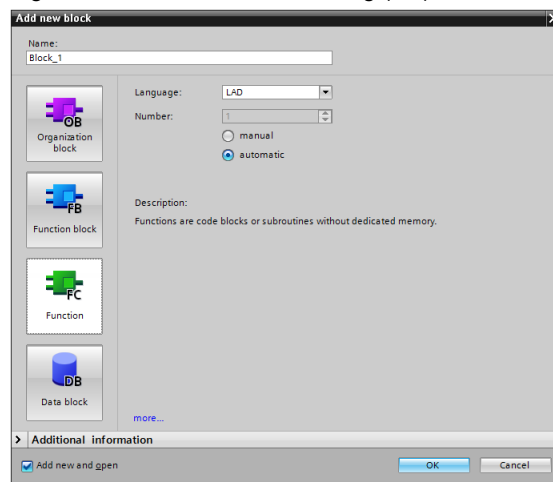 Add new block
Name:
Block_1
OB
Organization
block
FB
Function block
FC
Function
DB
Data block
Language:
LAD
Number:
1
manual
automatic
Description:
Functions are code blocks or subroutines without dedicated memory.
more...
> Additional information
Add new and open
OK
Cancel